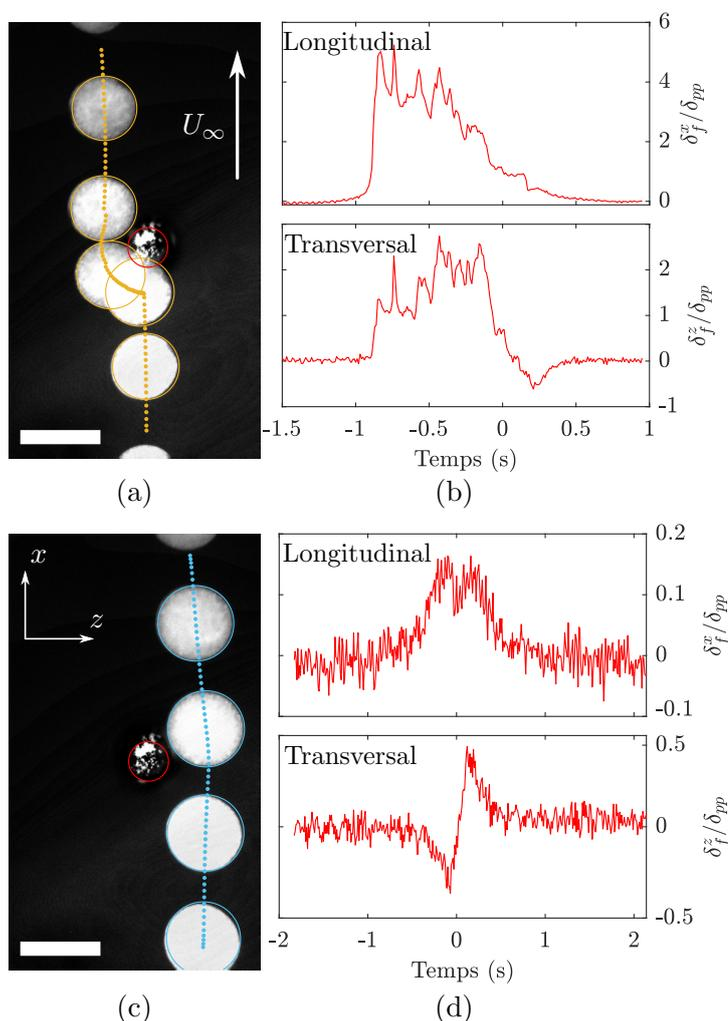 U∞
(a)
Longitudinal
6
4
2
0
δ_f^x/δ_pp
Transversal
2
1
0
-1
δ_f^z/δ_pp
-1.5 -1 -0.5 0 0.5 1
Temps (s)
(b)
x
z
(c)
Longitudinal
0.2
0.1
0
-0.1
δ_f^x/δ_pp
Transversal
0.5
0
-0.5
δ_f^z/δ_pp
-2 -1 0 1 2
Temps (s)
(d)